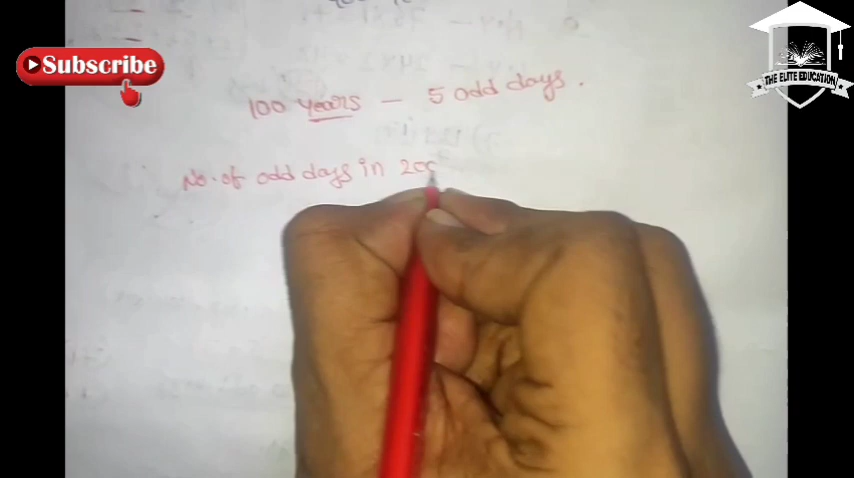 Subscribe
THE ELITE EDUCATION
100 years – 5 odd days.
No. of odd days in 200